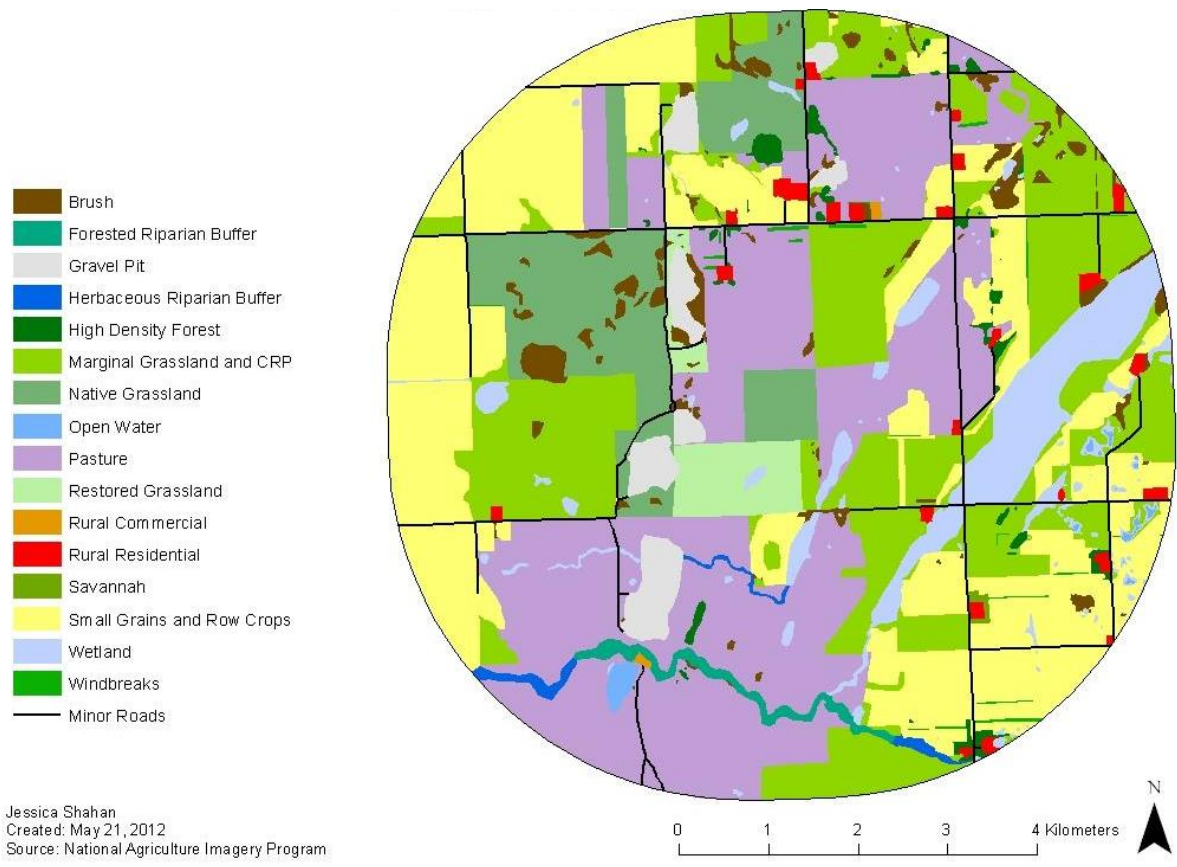 Brush
Forested Riparian Buffer
Gravel Pit
Herbaceous Riparian Buffer
High Density Forest
Marginal Grassland and CRP
Native Grassland
Open Water
Pasture
Restored Grassland
Rural Commercial
Rural Residential
Savannah
Small Grains and Row Crops
Wetland
Windbreaks
Minor Roads
Jessica Shahan
Created: May 21, 2012
Source: National Agriculture Imagery Program
0 1 2 3 4 Kilometers
N